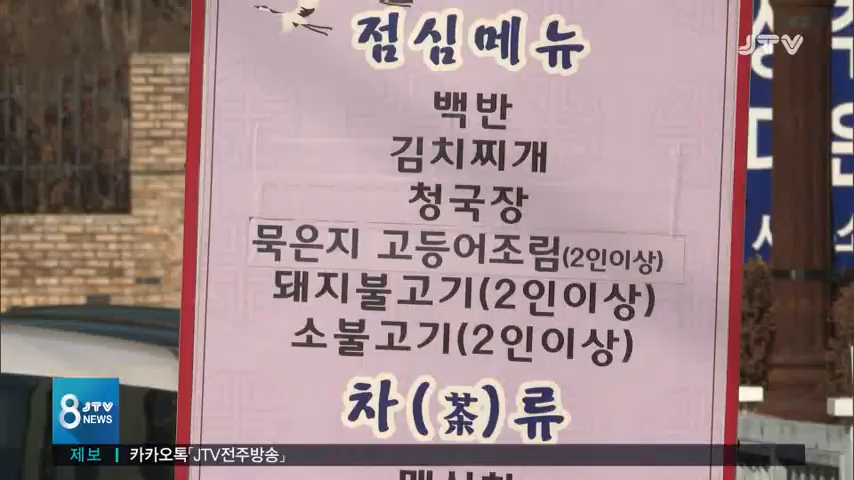 점심메뉴
JTV
백반
김치찌개
청국장
묵은지 고등어조림(2인이상)
돼지불고기(2인이상)
소불고기(2인이상)
차(茶)류
8 JTV NEWS
제보 | 카카오톡「JTV전주방송」